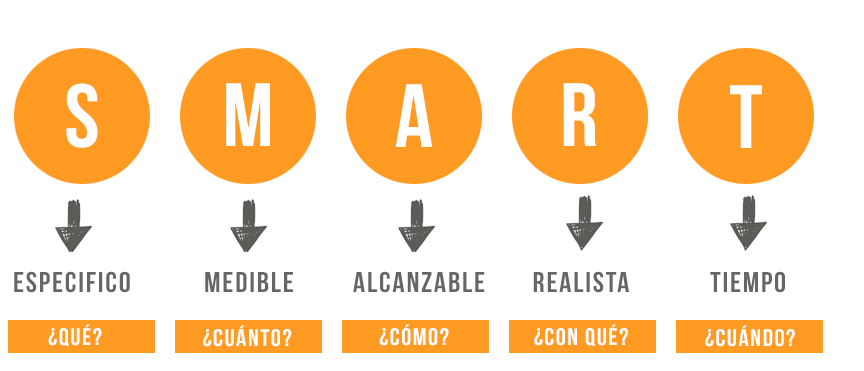 S M A R T
ESPECIFICO MEDIBLE ALCANZABLE REALISTA TIEMPO
¿QUÉ? ¿CUÁNTO? ¿CÓMO? ¿CON QUÉ? ¿CUÁNDO?